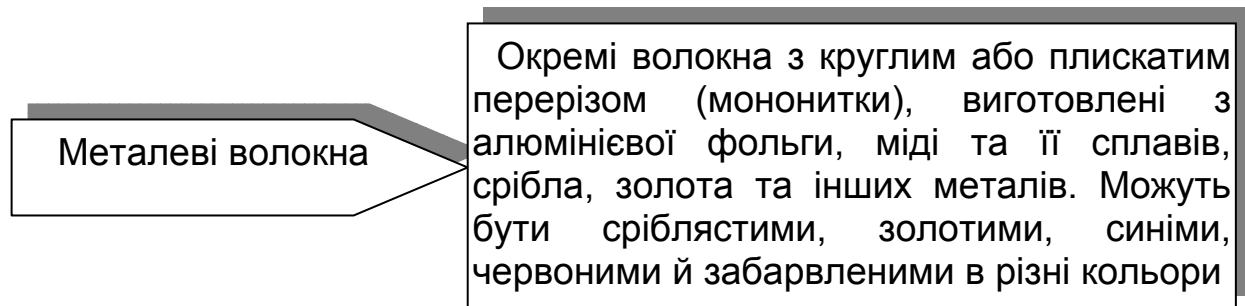 Металеві волокна
Окремі волокна з круглим або плискатим
перерізом (мононитки), виготовлені з
алюмінієвої фольги, міді та її сплавів,
срібла, золота та інших металів. Можуть
бути сріблястими, золотими, синіми,
червоними й забарвленими в різні кольори